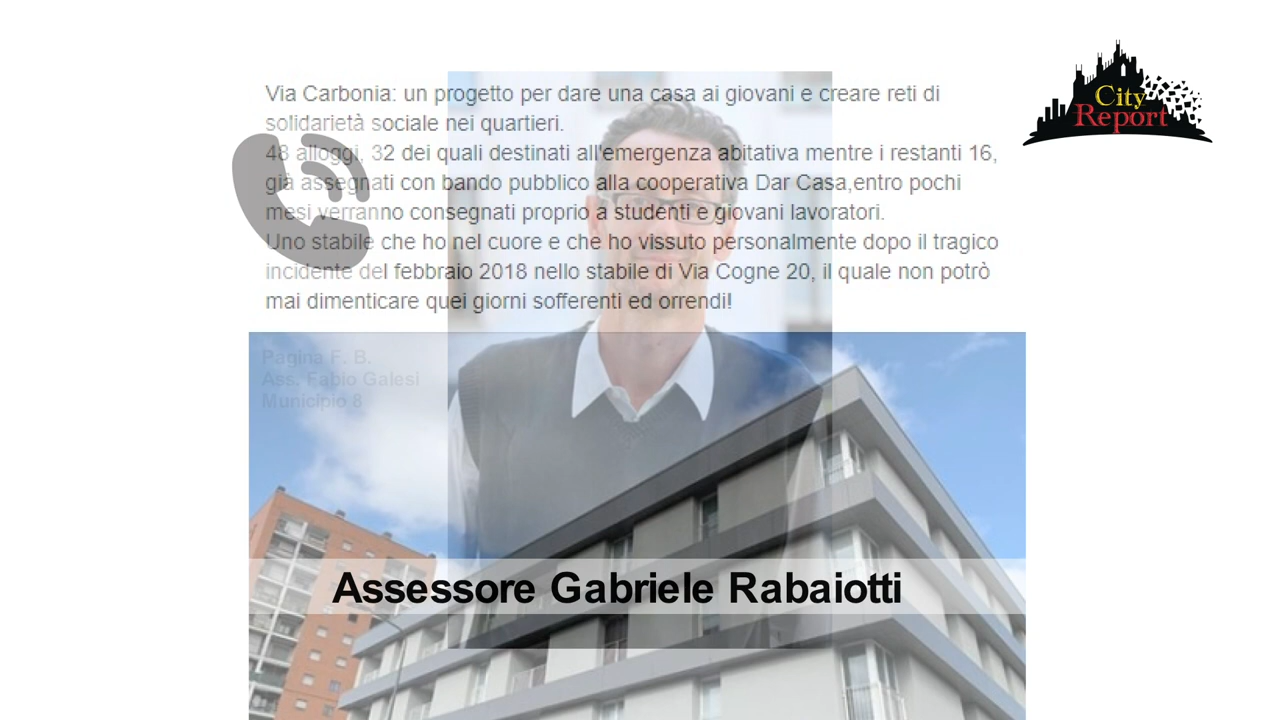 Via Carbonia: un progetto per dare una casa ai giovani e creare reti di
solidarietà sociale nei quartieri.
48 alloggi, 32 dei quali destinati all'emergenza abitativa mentre i restanti 16,
già assegnati con bando pubblico alla cooperativa Dar Casa,entro pochi
mesi verranno consegnati proprio a studenti e giovani lavoratori.
Uno stabile che ho nel cuore e che ho vissuto personalmente dopo il tragico
incidente del febbraio 2018 nello stabile di Via Cogne 20, il quale non potrò
mai dimenticare quei giorni sofferenti ed orrendi!
City
Report
Pagina F. B.
Ass. Fabio Galesi
Municipio 8
Assessore Gabriele Rabaiotti